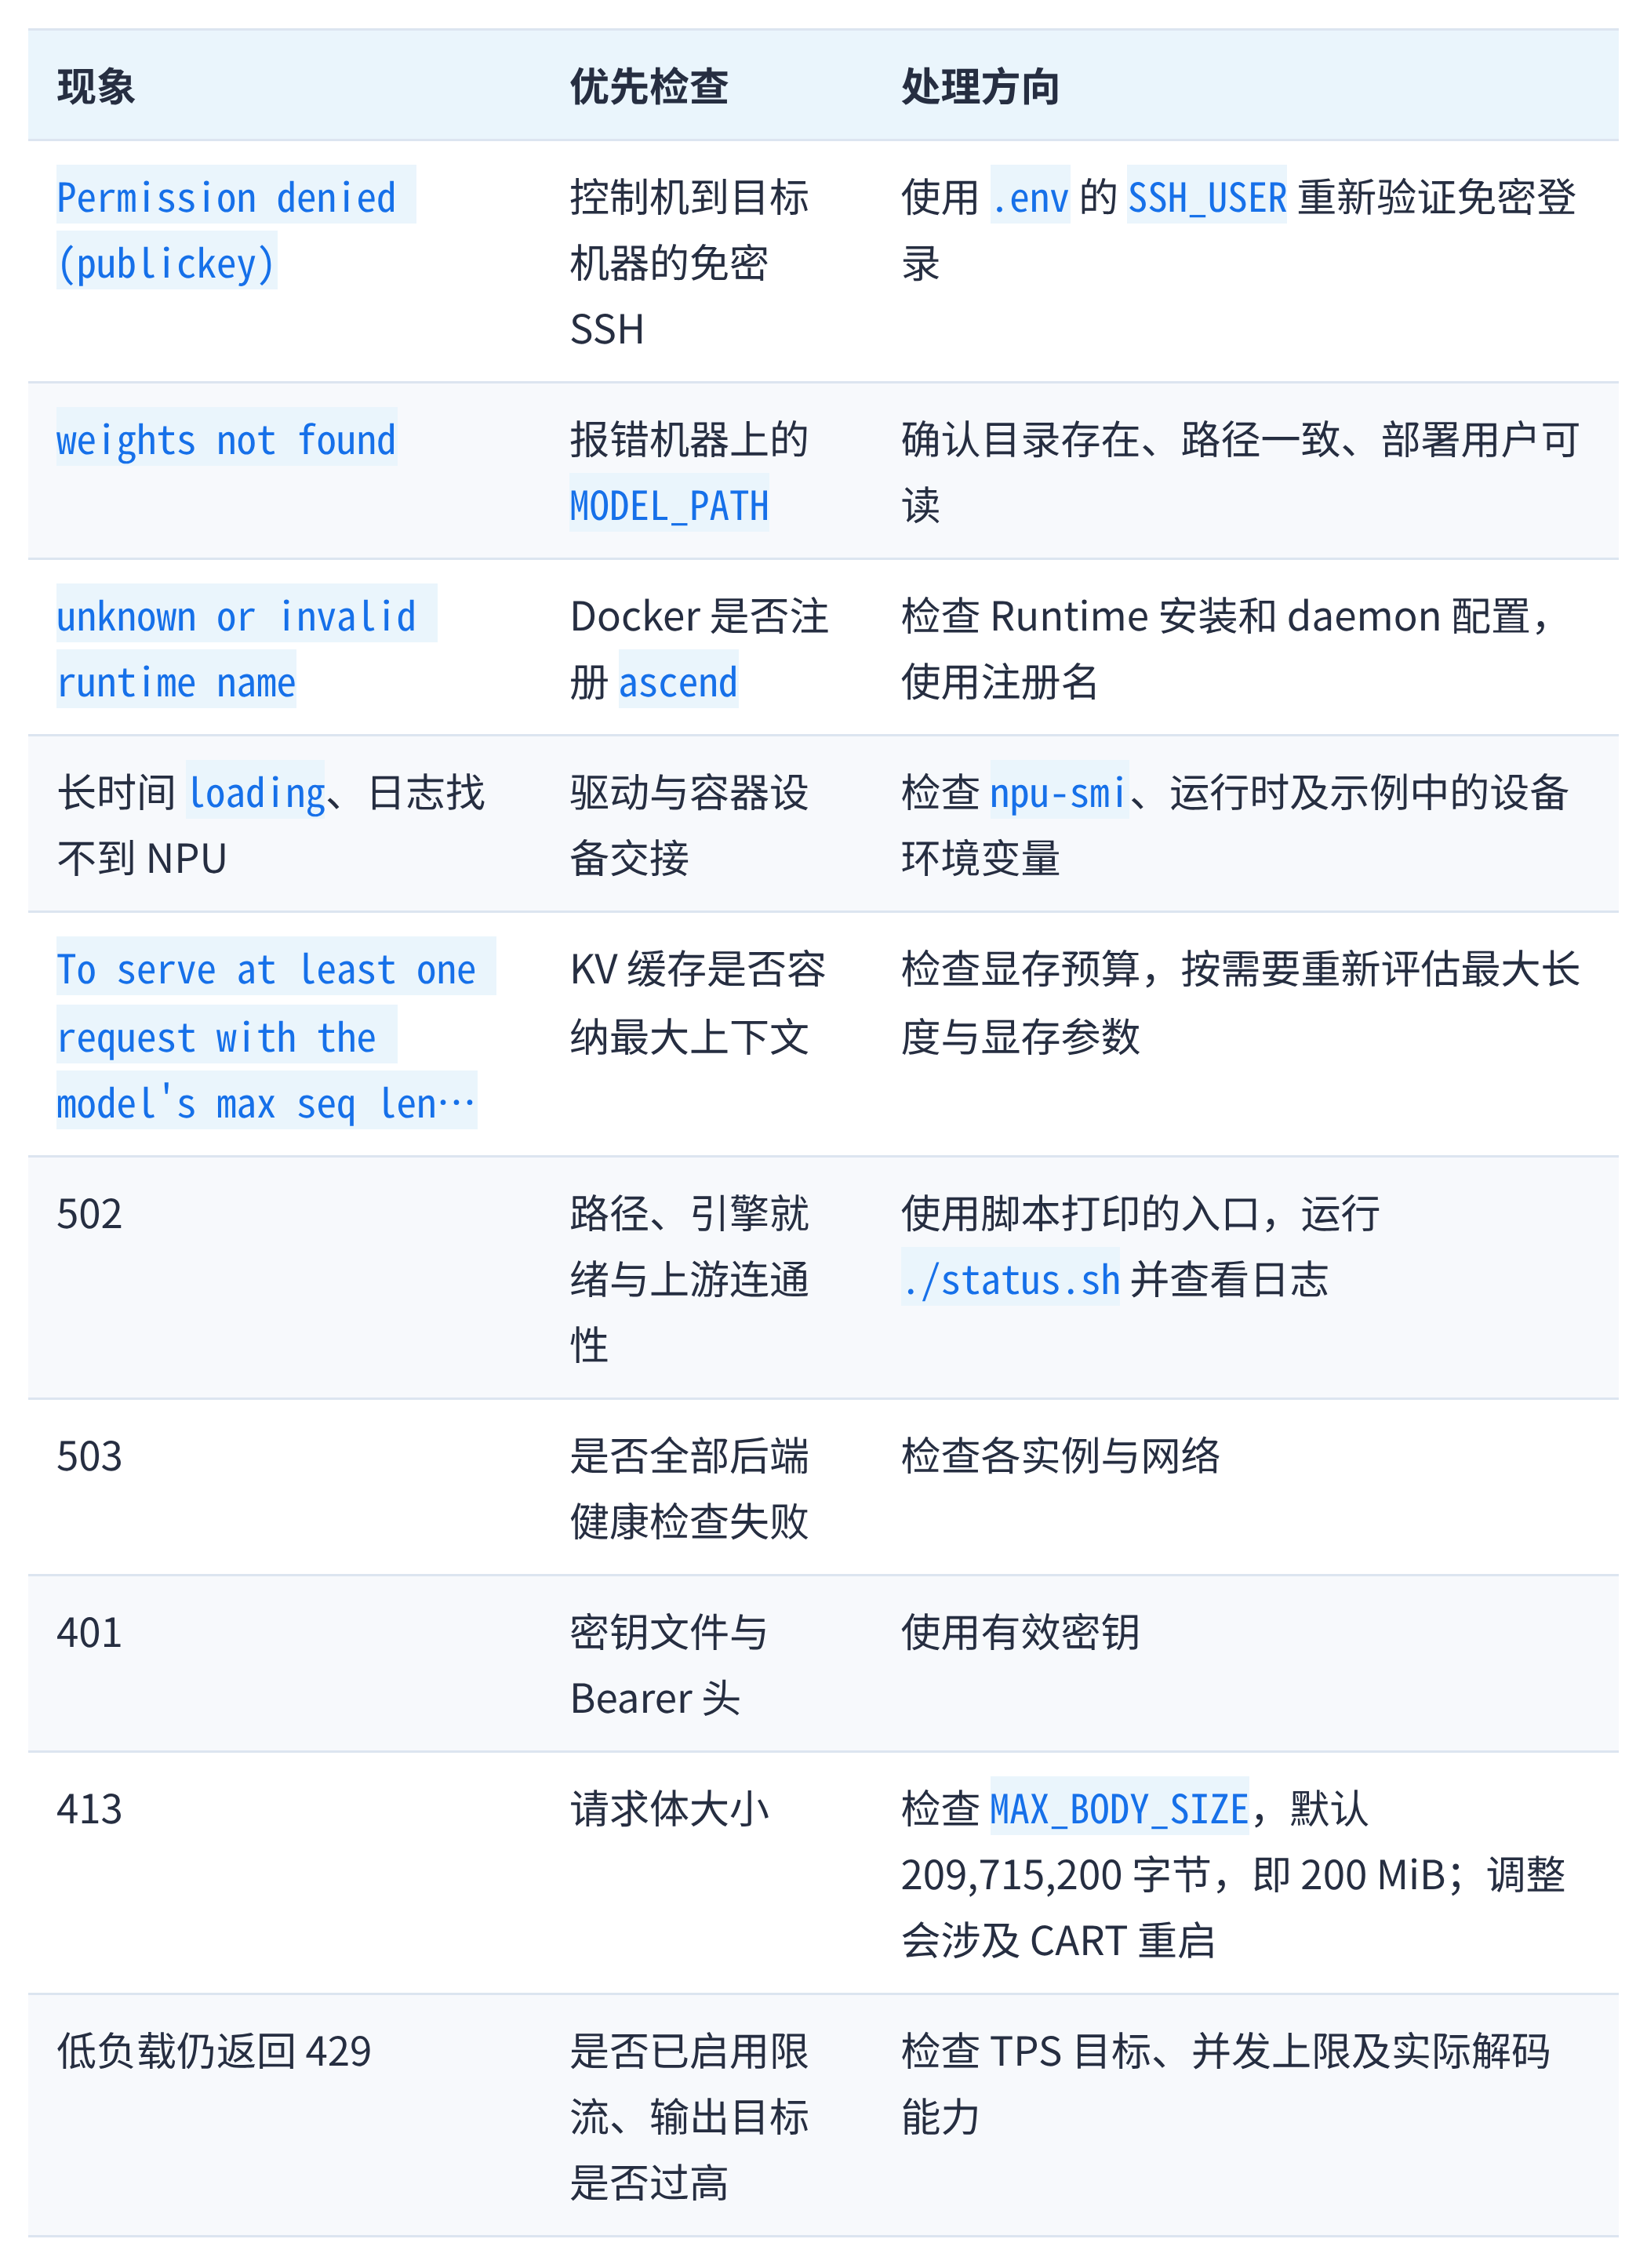 现象 优先检查 处理方向
Permission denied 控制机到目标 使用 .env 的 SSH_USER 重新验证免密登
(publickey) 机器的免密 录
SSH
weights not found 报错机器上的 确认目录存在、路径一致、部署用户可
MODEL_PATH 读
unknown or invalid Docker 是否注 检查 Runtime 安装和 daemon 配置，
runtime name 册 ascend 使用注册名
长时间 loading、日志找 驱动与容器设 检查 npu-smi、运行时及示例中的设备
不到 NPU 备交接 环境变量
To serve at least one KV 缓存是否容 检查显存预算，按需要重新评估最大长
request with the 纳最大上下文 度与显存参数
model's max seq len…
502 路径、引擎就 使用脚本打印的入口，运行
绪与上游连通 ./status.sh 并查看日志
性
503 是否全部后端 检查各实例与网络
健康检查失败
401 密钥文件与 使用有效密钥
Bearer 头
413 请求体大小 检查 MAX_BODY_SIZE，默认
209,715,200 字节，即 200 MiB；调整
会涉及 CART 重启
低负载仍返回 429 是否已启用限 检查 TPS 目标、并发上限及实际解码
流、输出目标 能力
是否过高